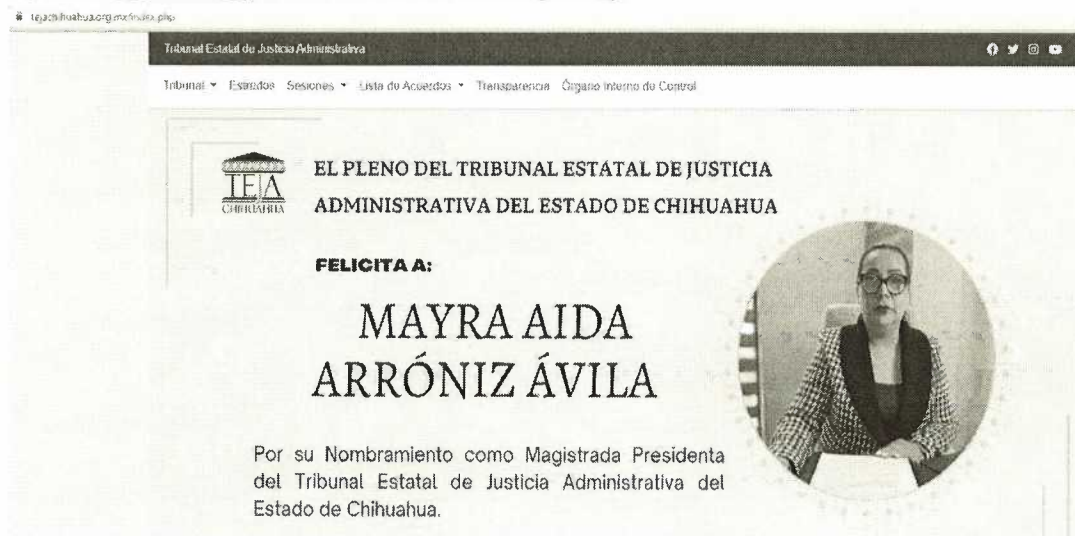 tejachihuahua.org.mx/index.php
Tribunal Estatal de Justicia Administrativa
Tribunal Estrados Sesiones Lista de Acuerdos Transparencia Órgano Interno de Control
TEJA
CHIHUAHUA
EL PLENO DEL TRIBUNAL ESTATAL DE JUSTICIA
ADMINISTRATIVA DEL ESTADO DE CHIHUAHUA
FELICITA A:
MAYRA AIDA
ARRÓNIZ ÁVILA
Por su Nombramiento como Magistrada Presidenta
del Tribunal Estatal de Justicia Administrativa del
Estado de Chihuahua.